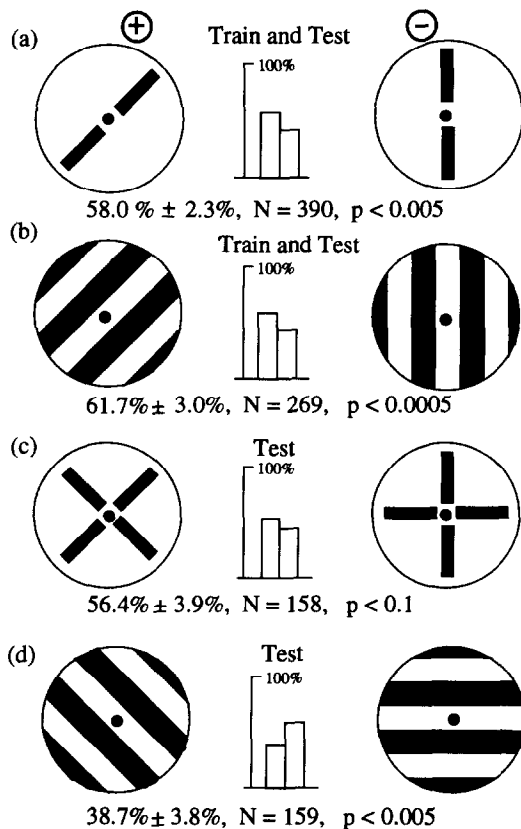 (a) + Train and Test −
100%
58.0 % ± 2.3%, N = 390, p < 0.005
(b) Train and Test
100%
61.7% ± 3.0%, N = 269, p < 0.0005
(c) Test
100%
56.4% ± 3.9%, N = 158, p < 0.1
(d) Test
100%
38.7% ± 3.8%, N = 159, p < 0.005